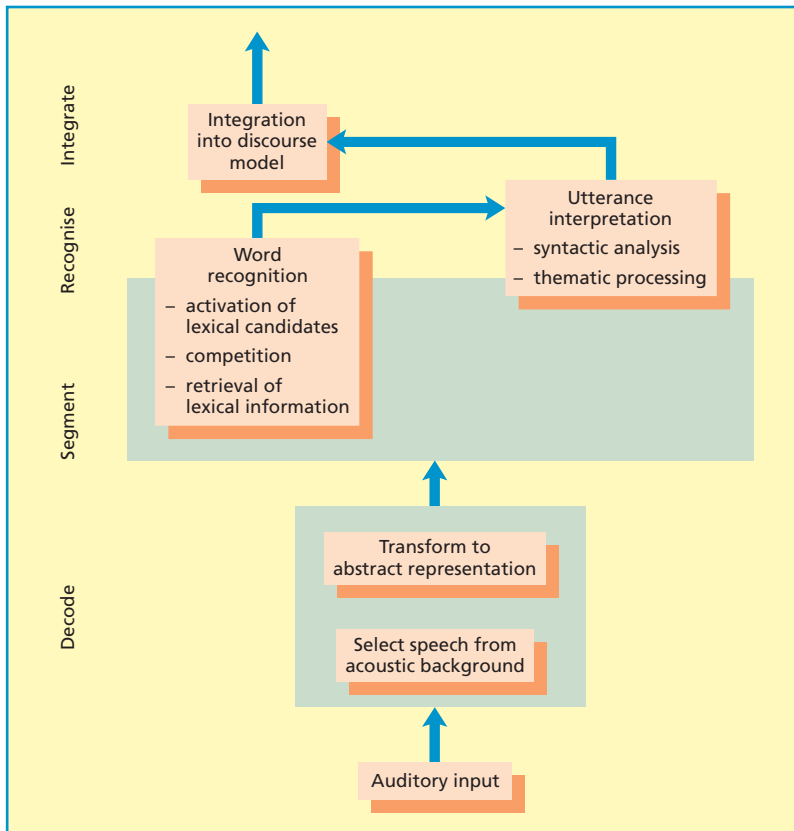 Integrate
Integration
into discourse
model
Recognise
Utterance
interpretation
– syntactic analysis
– thematic processing
Word
recognition
– activation of
lexical candidates
– competition
– retrieval of
lexical information
Segment
Decode
Transform to
abstract representation
Select speech from
acoustic background
Auditory input